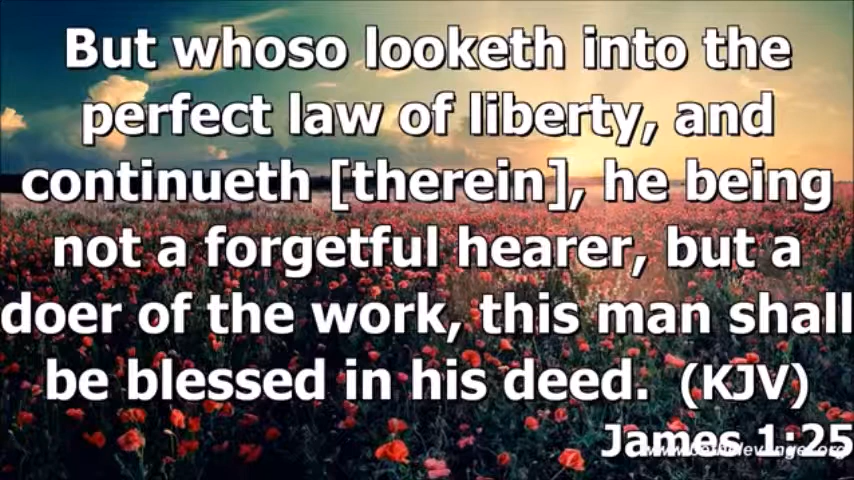 But whoso looketh into the
perfect law of liberty, and
continueth [therein], he being
not a forgetful hearer, but a
doer of the work, this man shall
be blessed in his deed. (KJV)
James 1:25